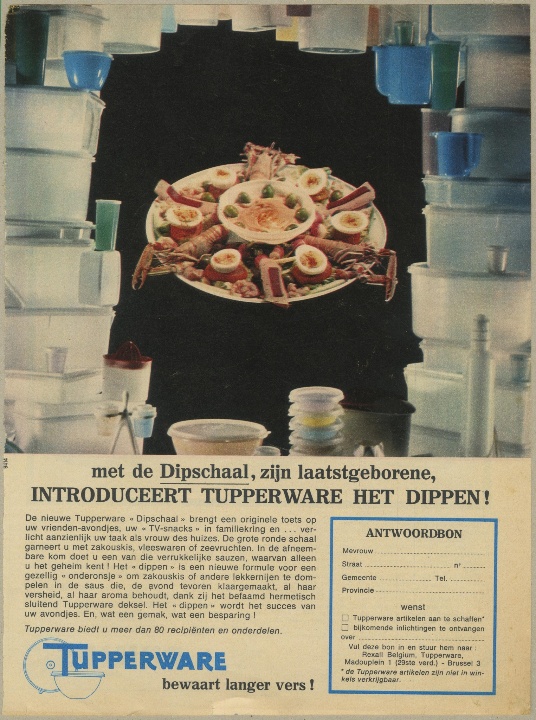 met de Dipschaal, zijn laatstgeborene,
INTRODUCEERT TUPPERWARE HET DIPPEN!
De nieuwe Tupperware « Dipschaal » brengt een originele toets op
uw vrienden-avondjes, uw « TV-snacks » in familiekring en ... ver-
licht aanzienlijk uw taak als vrouw des huizes. De grote ronde schaal
garneert u met zakouskis, vleeswaren of zeevruchten. In de afneem-
bare kom doet u een van die verrukkelijke sauzen, waarvan alleen
u het geheim kent ! Het « dippen » is een nieuwe formule voor een
gezellig « onderonsje » om zakouskis of andere lekkernijen te dom-
pelen in de saus die, de avond tevoren klaargemaakt, al haar
versheid, al haar aroma behoudt, dank zij het befaamd hermetisch
sluitend Tupperware deksel. Het « dippen » wordt het succes van
uw avondjes. En, wat een gemak, wat een besparing !
Tupperware biedt u meer dan 80 recipiënten en onderdelen.
TUPPERWARE
bewaart langer vers !
ANTWOORDBON
Mevrouw
Straat nr
Gemeente Tel.
Provincie
wenst
Tupperware artikelen aan te schaffen*
bijkomende inlichtingen te ontvangen
over
Vul deze bon in en stuur hem naar :
Rexall Belgium, Tupperware,
Madouplein 1 (29ste verd.) - Brussel 3
* de Tupperware artikelen zijn niet in win-
kels verkrijgbaar.